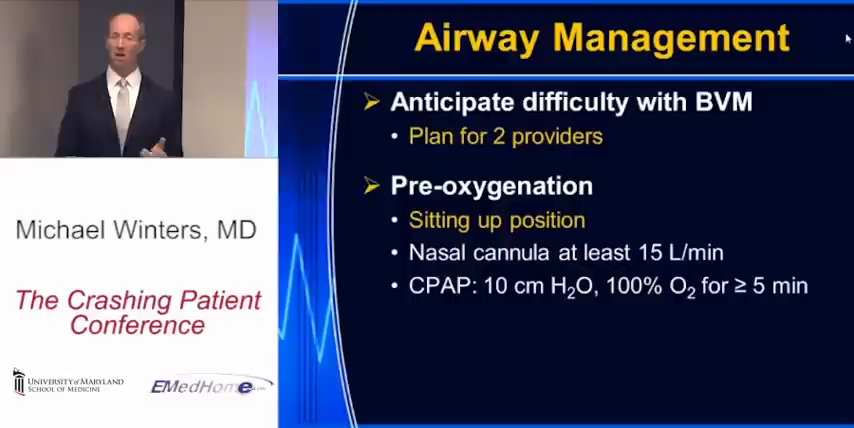 Airway Management
➢ Anticipate difficulty with BVM
• Plan for 2 providers
➢ Pre-oxygenation
• Sitting up position
• Nasal cannula at least 15 L/min
• CPAP: 10 cm H₂O, 100% O₂ for ≥ 5 min
Michael Winters, MD
The Crashing Patient
Conference
UNIVERSITY of MARYLAND
SCHOOL OF MEDICINE
EMedHome